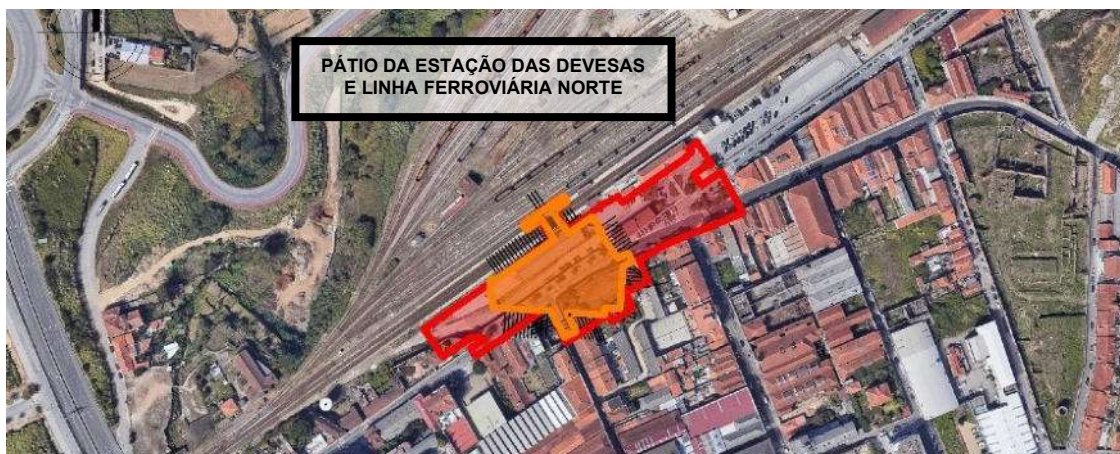 PÁTIO DA ESTAÇÃO DAS DEVESAS
E LINHA FERROVIÁRIA NORTE